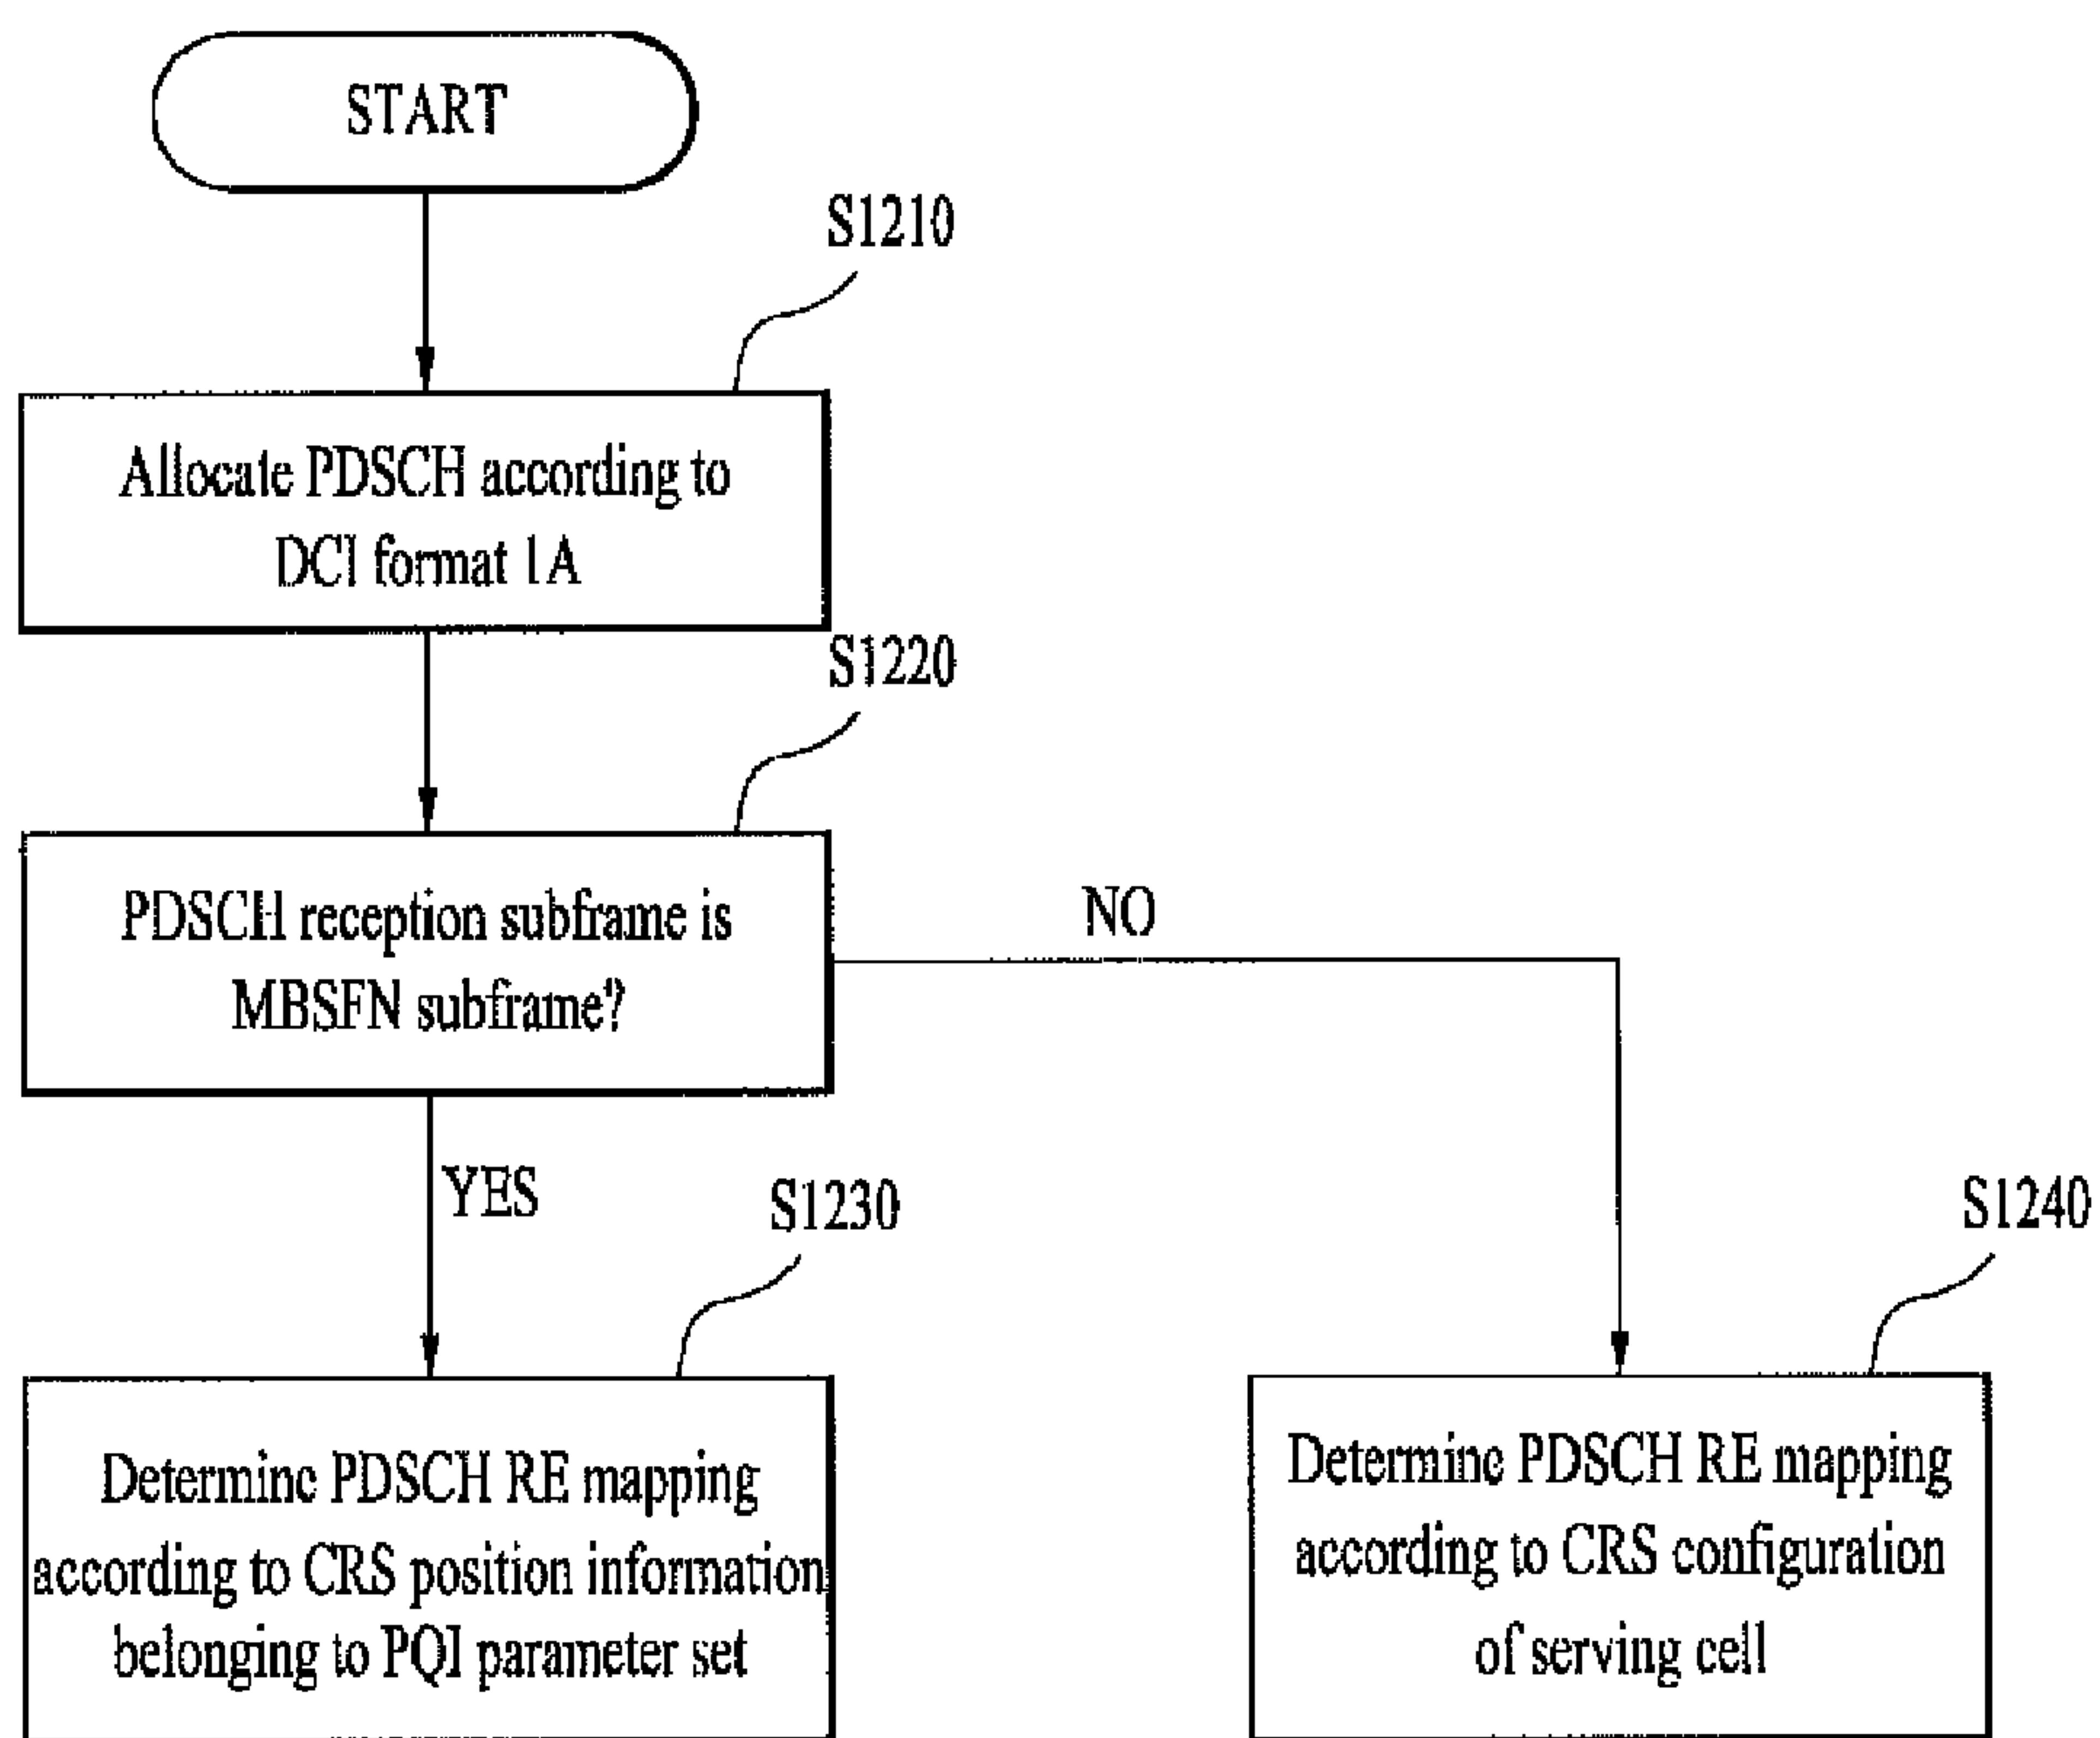 START
S1210
Allocate PDSCH according to
DCI format 1A
S1220
PDSCH reception subframe is
MBSFN subframe?
NO
YES
S1230
Determine PDSCH RE mapping
according to CRS position information
belonging to PQI parameter set
S1240
Determine PDSCH RE mapping
according to CRS configuration
of serving cell